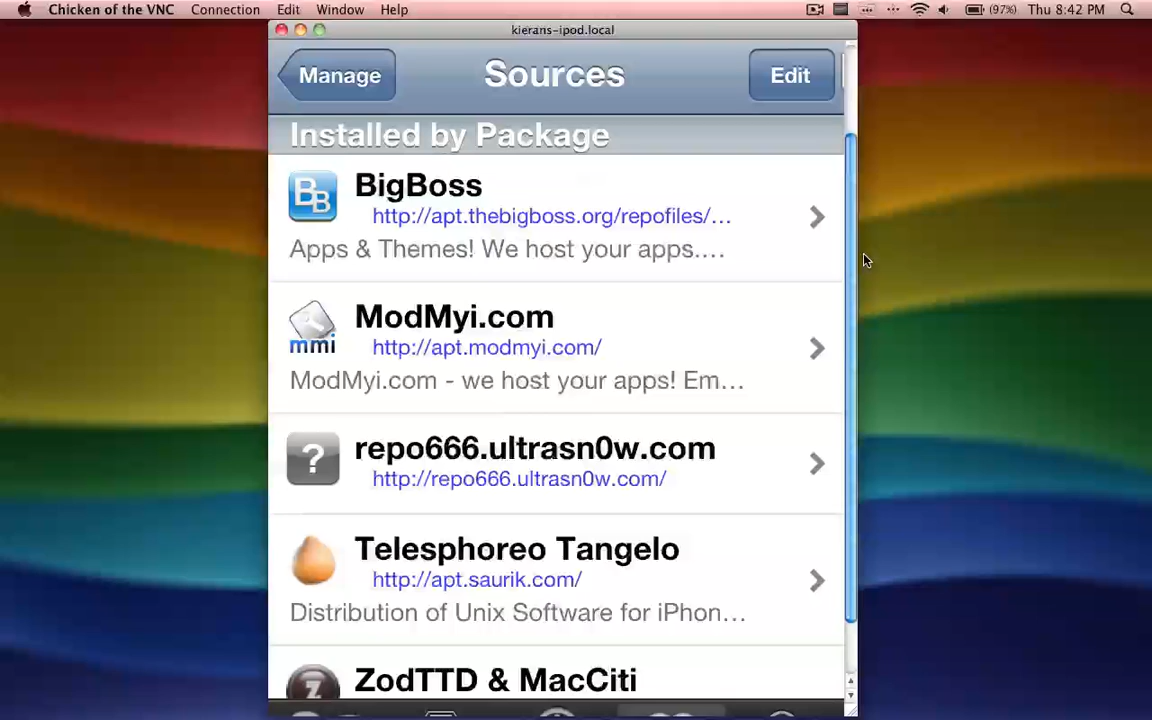 Chicken of the VNC Connection Edit Window Help (97%) Thu 8:42 PM
kierans-ipod.local
Manage Sources Edit
Installed by Package
BB BigBoss
http://apt.thebigboss.org/repofiles/...
Apps & Themes! We host your apps....
ModMyi.com
mmi http://apt.modmyi.com/
ModMyi.com - we host your apps! Em...
? repo666.ultrasn0w.com
http://repo666.ultrasn0w.com/
Telesphoreo Tangelo
http://apt.saurik.com/
Distribution of Unix Software for iPhon...
Z ZodTTD & MacCiti